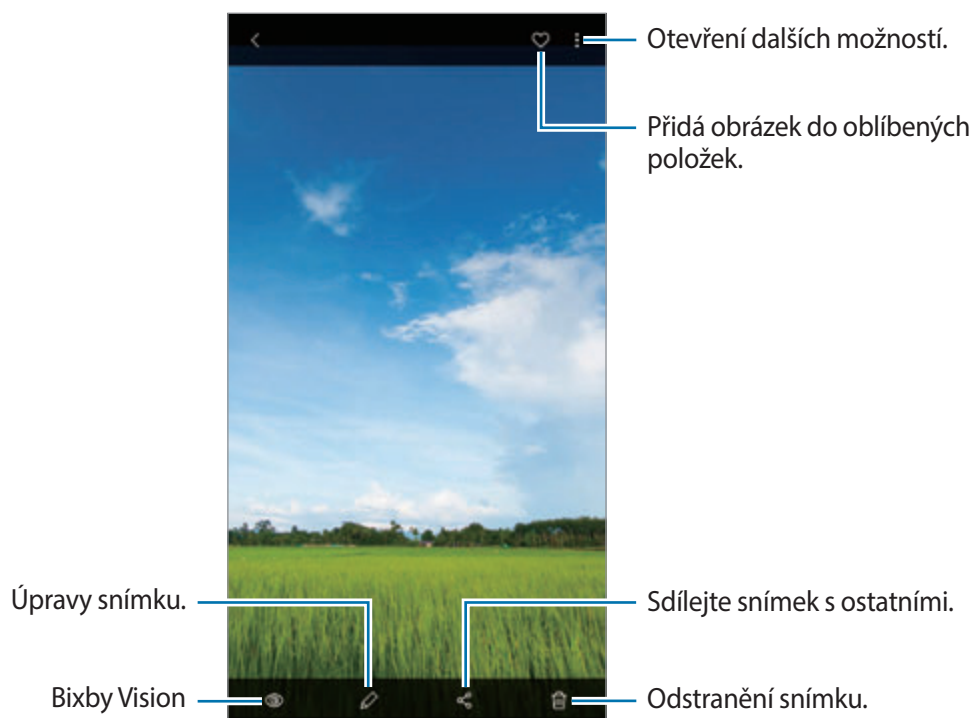 Otevření dalších možností.
Přidá obrázek do oblíbených
položek.
Úpravy snímku.
Sdílejte snímek s ostatními.
Bixby Vision
Odstranění snímku.